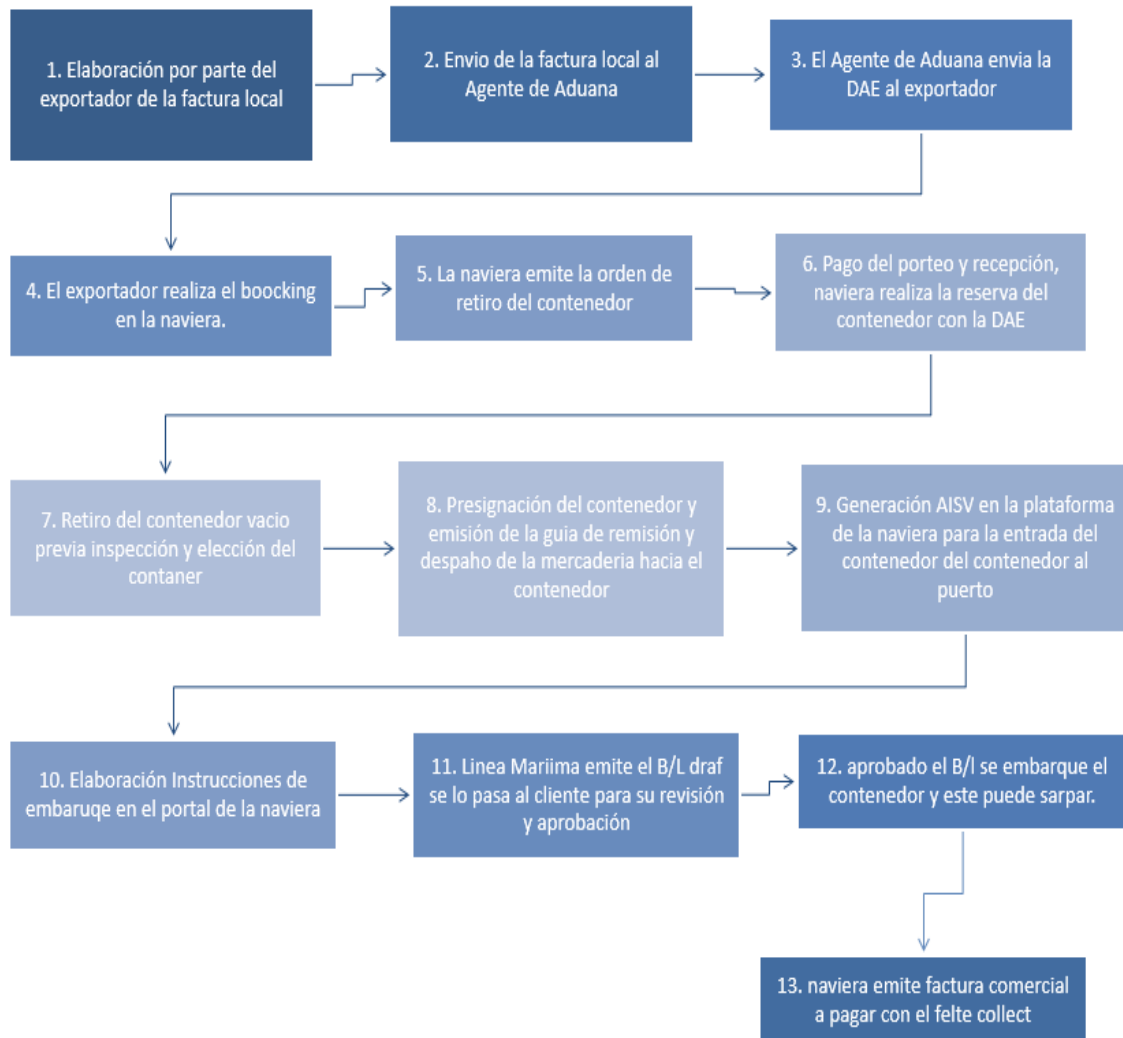 1. Elaboración por parte del
exportador de la factura local
2. Envio de la factura local al
Agente de Aduana
3. El Agente de Aduana envia la
DAE al exportador
4. El exportador realiza el boocking
en la naviera.
5. La naviera emite la orden de
retiro del contenedor
6. Pago del porteo y recepción,
naviera realiza la reserva del
contenedor con la DAE
7. Retiro del contenedor vacio
previa inspección y elección del
contaner
8. Presignación del contenedor y
emisión de la guia de remisión y
despaho de la mercaderia hacia el
contenedor
9. Generación AISV en la plataforma
de la naviera para la entrada del
contenedor del contenedor al
puerto
10. Elaboración Instrucciones de
embaruqe en el portal de la naviera
11. Linea Mariima emite el B/L draf
se lo pasa al cliente para su revisión
y aprobación
12. aprobado el B/l se embarque el
contenedor y este puede sarpar.
13. naviera emite factura comercial
a pagar con el felte collect